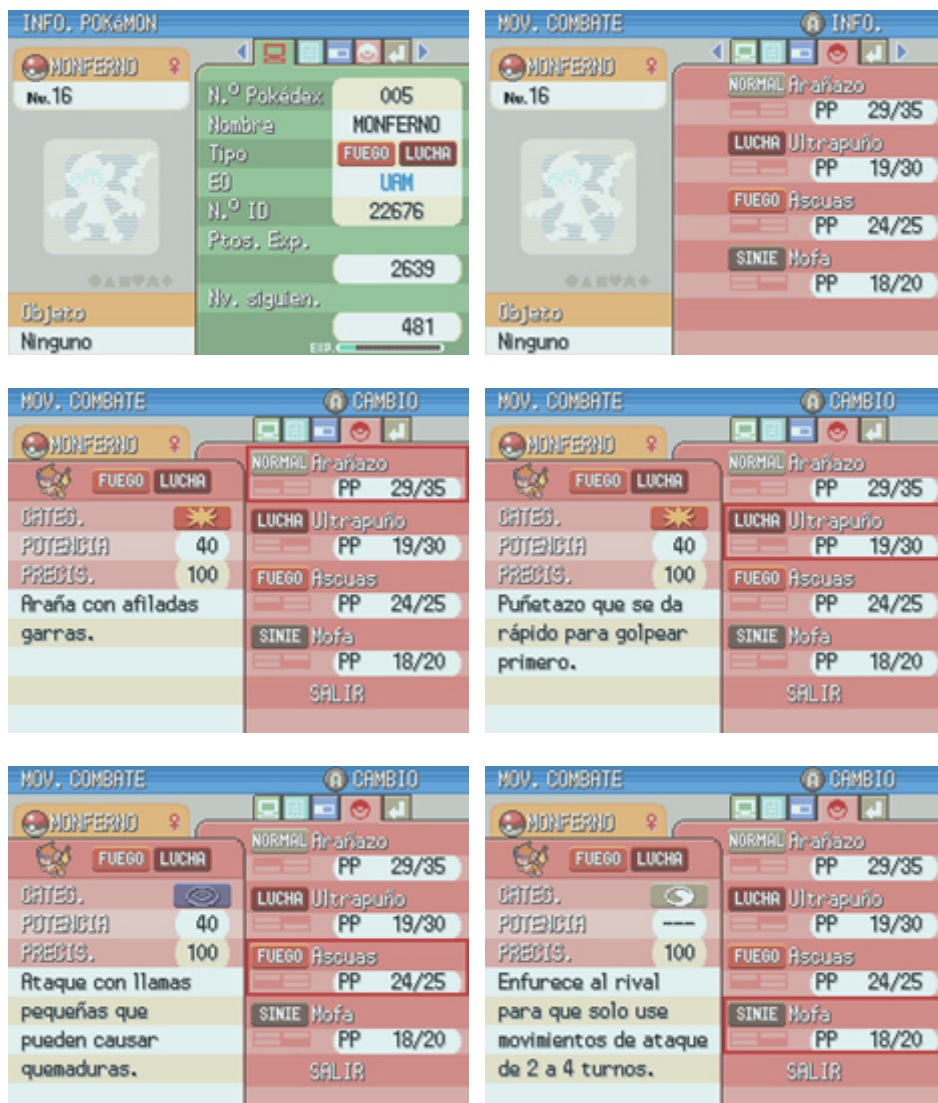 INFO. POKéMON
MONFERNO ♀
Nv.16
N.º Pokédex 005
Nombre MONFERNO
Tipo FUEGO LUCHA
EO URM
N.º ID 22676
Ptos. Exp.
2639
Nv. siguien.
481
EXP.
Objeto
Ninguno
MOV. COMBATE A INFO.
MONFERNO ♀
Nv.16
NORMAL Arañazo
PP 29/35
LUCHA Ultrapuño
PP 19/30
FUEGO Ascuas
PP 24/25
SINIE Mofa
PP 18/20
Objeto
Ninguno
MOV. COMBATE A CAMBIO
MONFERNO ♀
FUEGO LUCHA
CATEG.
POTENCIA 40
PRECIS. 100
Araña con afiladas
garras.
NORMAL Arañazo
PP 29/35
LUCHA Ultrapuño
PP 19/30
FUEGO Ascuas
PP 24/25
SINIE Mofa
PP 18/20
SALIR
MOV. COMBATE A CAMBIO
MONFERNO ♀
FUEGO LUCHA
CATEG.
POTENCIA 40
PRECIS. 100
Puñetazo que se da
rápido para golpear
primero.
NORMAL Arañazo
PP 29/35
LUCHA Ultrapuño
PP 19/30
FUEGO Ascuas
PP 24/25
SINIE Mofa
PP 18/20
SALIR
MOV. COMBATE A CAMBIO
MONFERNO ♀
FUEGO LUCHA
CATEG.
POTENCIA 40
PRECIS. 100
Ataque con llamas
pequeñas que
pueden causar
quemaduras.
NORMAL Arañazo
PP 29/35
LUCHA Ultrapuño
PP 19/30
FUEGO Ascuas
PP 24/25
SINIE Mofa
PP 18/20
SALIR
MOV. COMBATE A CAMBIO
MONFERNO ♀
FUEGO LUCHA
CATEG.
POTENCIA ---
PRECIS. 100
Enfurece al rival
para que solo use
movimientos de ataque
de 2 a 4 turnos.
NORMAL Arañazo
PP 29/35
LUCHA Ultrapuño
PP 19/30
FUEGO Ascuas
PP 24/25
SINIE Mofa
PP 18/20
SALIR